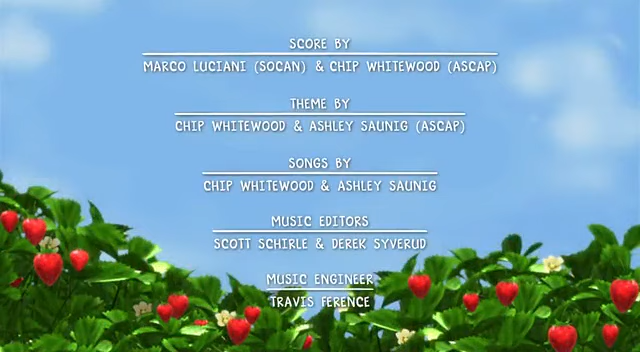 SCORE BY
MARCO LUCIANI (SOCAN) & CHIP WHITEWOOD (ASCAP)
THEME BY
CHIP WHITEWOOD & ASHLEY SAUNIG (ASCAP)
SONGS BY
CHIP WHITEWOOD & ASHLEY SAUNIG
MUSIC EDITORS
SCOTT SCHIRLE & DEREK SYVERUD
MUSIC ENGINEER
TRAVIS FERENCE